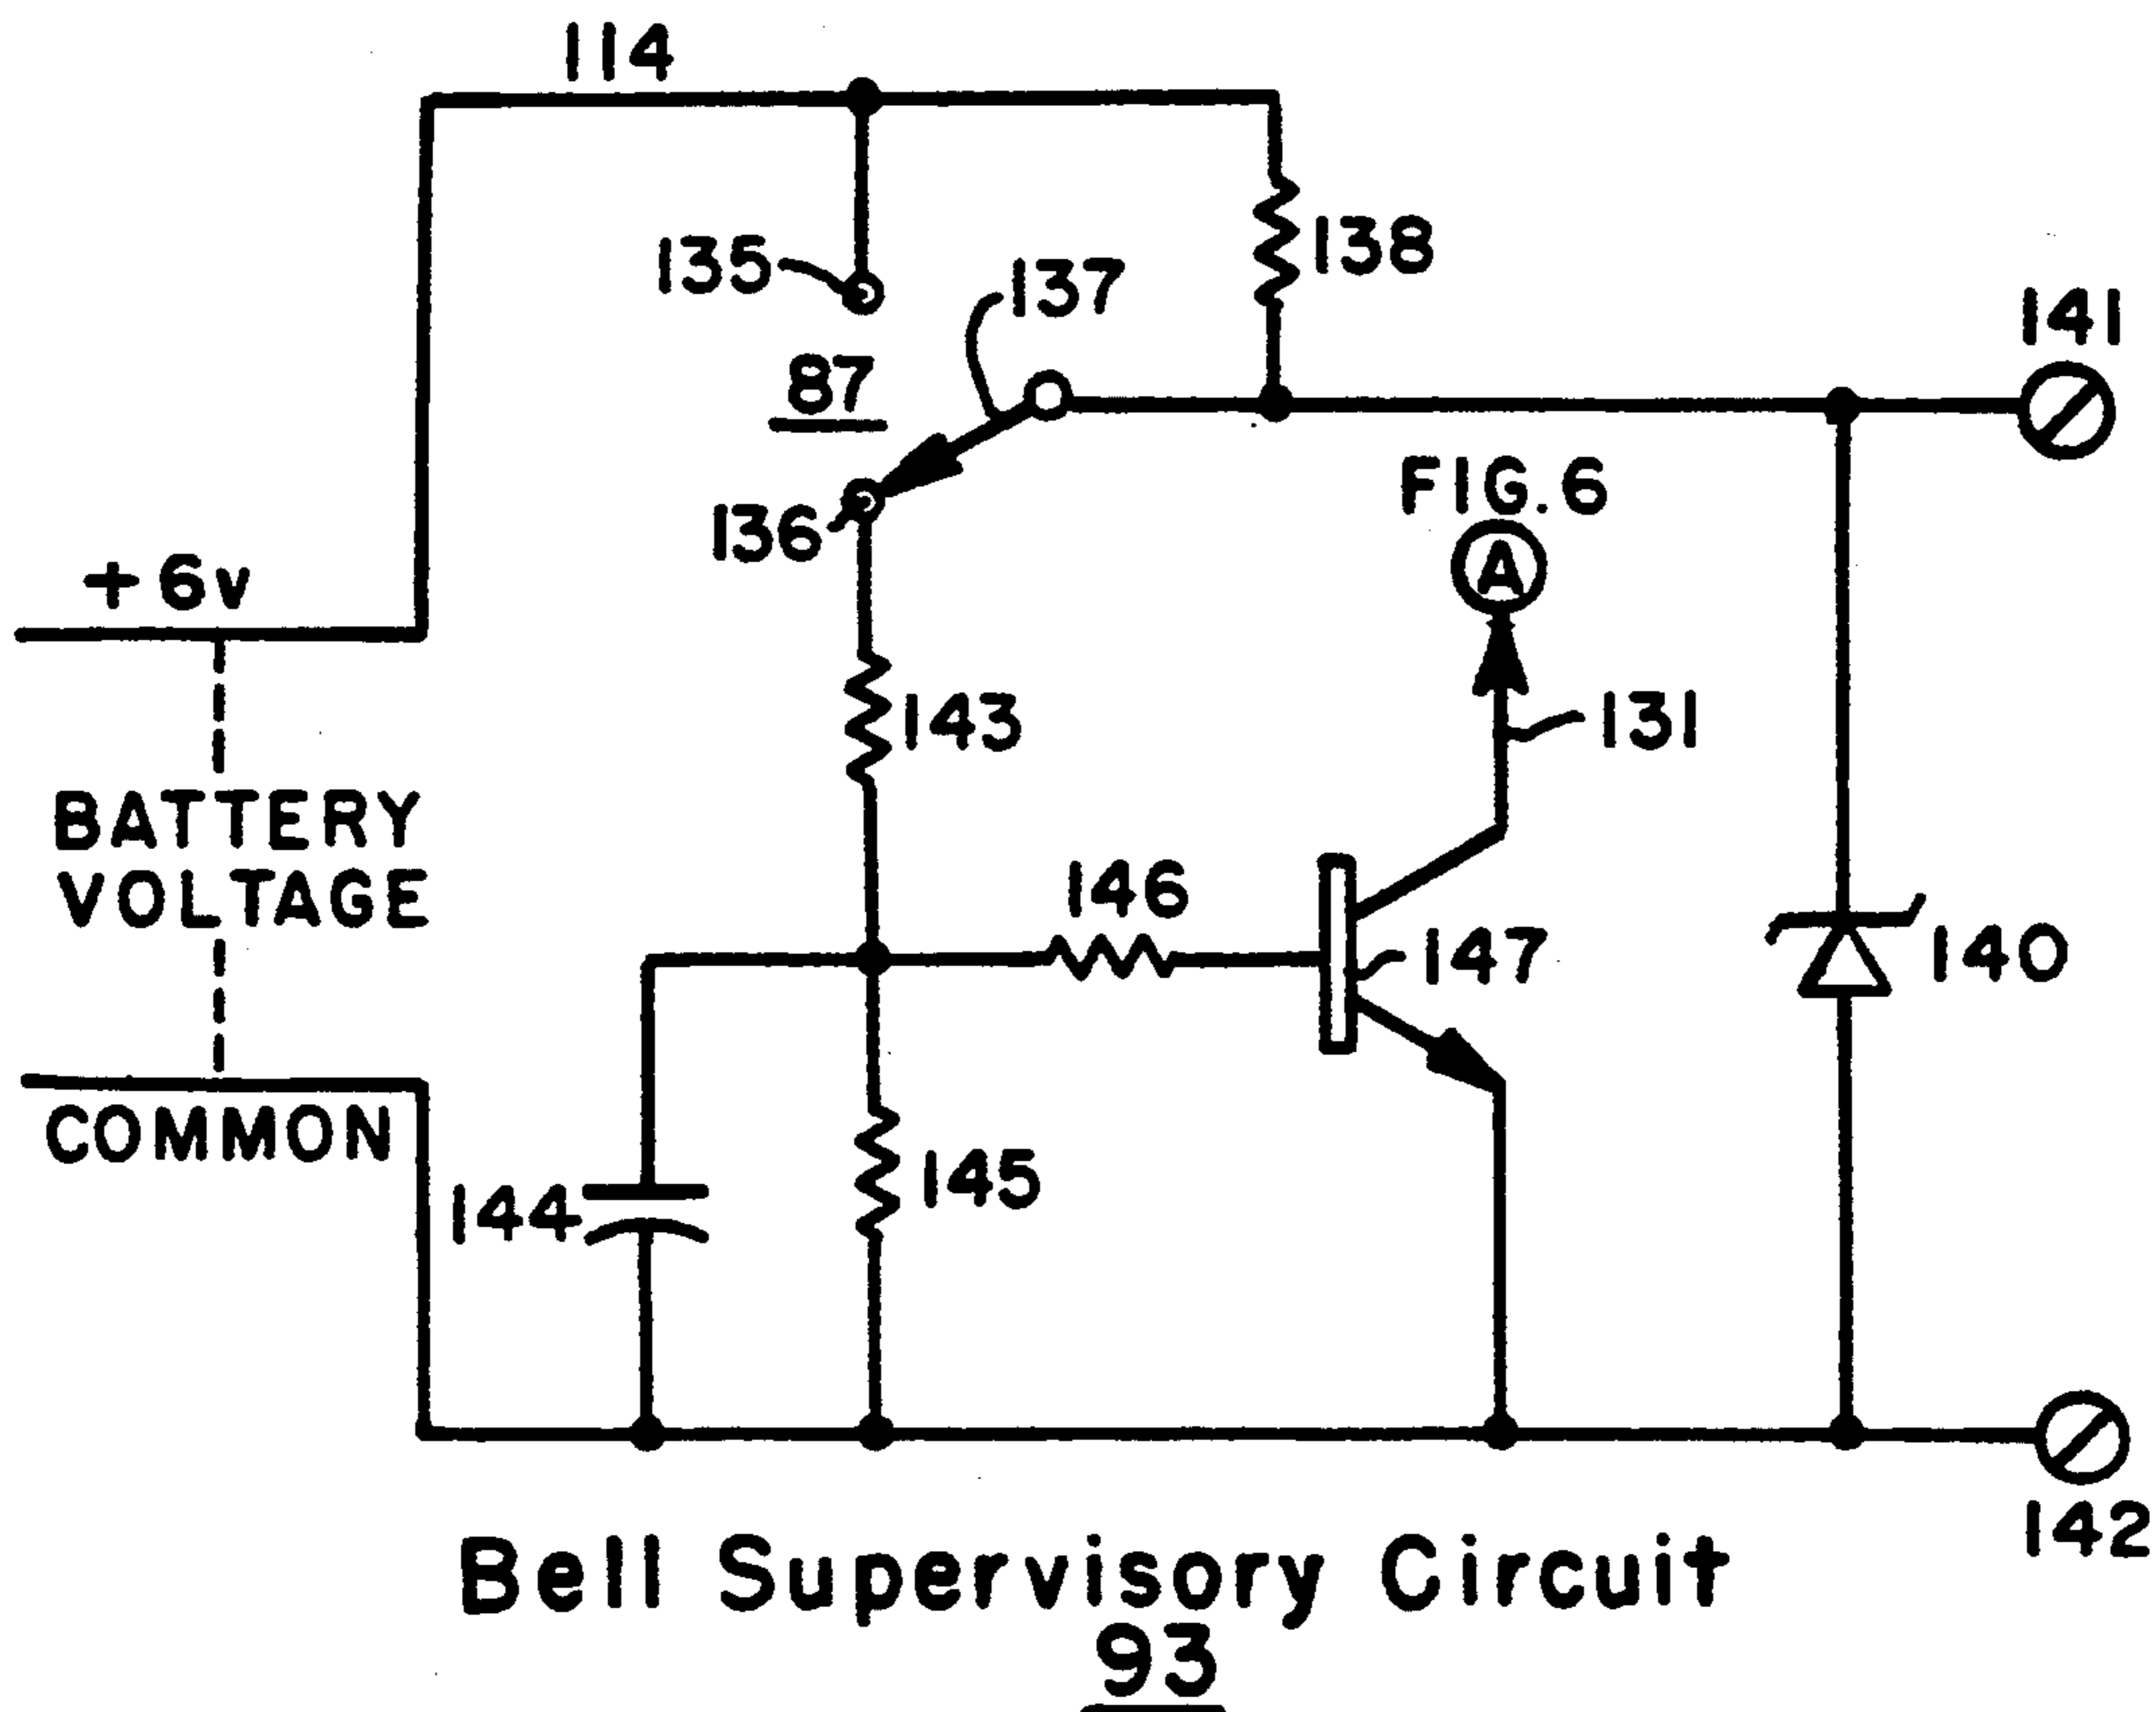 114
135
137
138
141
87
136
FIG.6
A
+6v
143
131
BATTERY
VOLTAGE
146
147
140
COMMON
144
145
142
Bell Supervisory Circuit
93